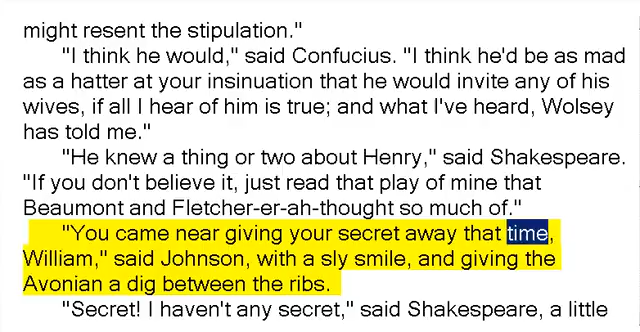 might resent the stipulation."
"I think he would," said Confucius. "I think he'd be as mad
as a hatter at your insinuation that he would invite any of his
wives, if all I hear of him is true; and what I've heard, Wolsey
has told me."
"He knew a thing or two about Henry," said Shakespeare.
"If you don't believe it, just read that play of mine that
Beaumont and Fletcher-er-ah-thought so much of."
"You came near giving your secret away that time,
William," said Johnson, with a sly smile, and giving the
Avonian a dig between the ribs.
"Secret! I haven't any secret," said Shakespeare, a little